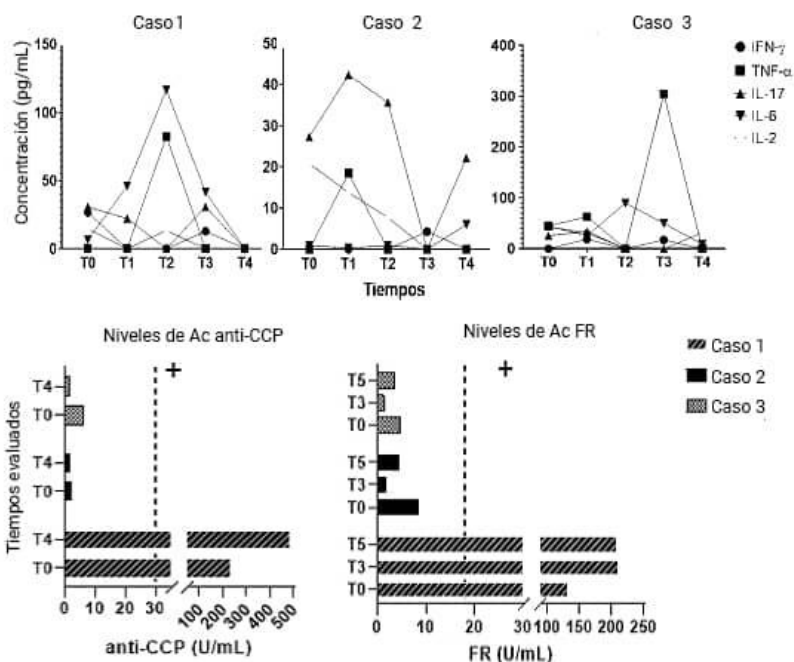 Caso 1
Caso 2
Caso 3
Concentración (pg/mL)
150
100
50
0
T0 T1 T2 T3 T4
50
40
30
20
10
0
T0 T1 T2 T3 T4
400
300
200
100
0
T0 T1 T2 T3 T4
Tiempos
IFN-γ
TNF-α
IL-17
IL-6
IL-2
Niveles de Ac anti-CCP
+
Tiempos evaluados
T4
T0
T4
T0
T4
T0
0 10 20 30 100 200 300 400 500
anti-CCP (U/mL)
Niveles de Ac FR
+
T5
T3
T0
T5
T3
T0
T5
T3
T0
0 10 20 30 100 150 200 250
FR (U/mL)
Caso 1
Caso 2
Caso 3